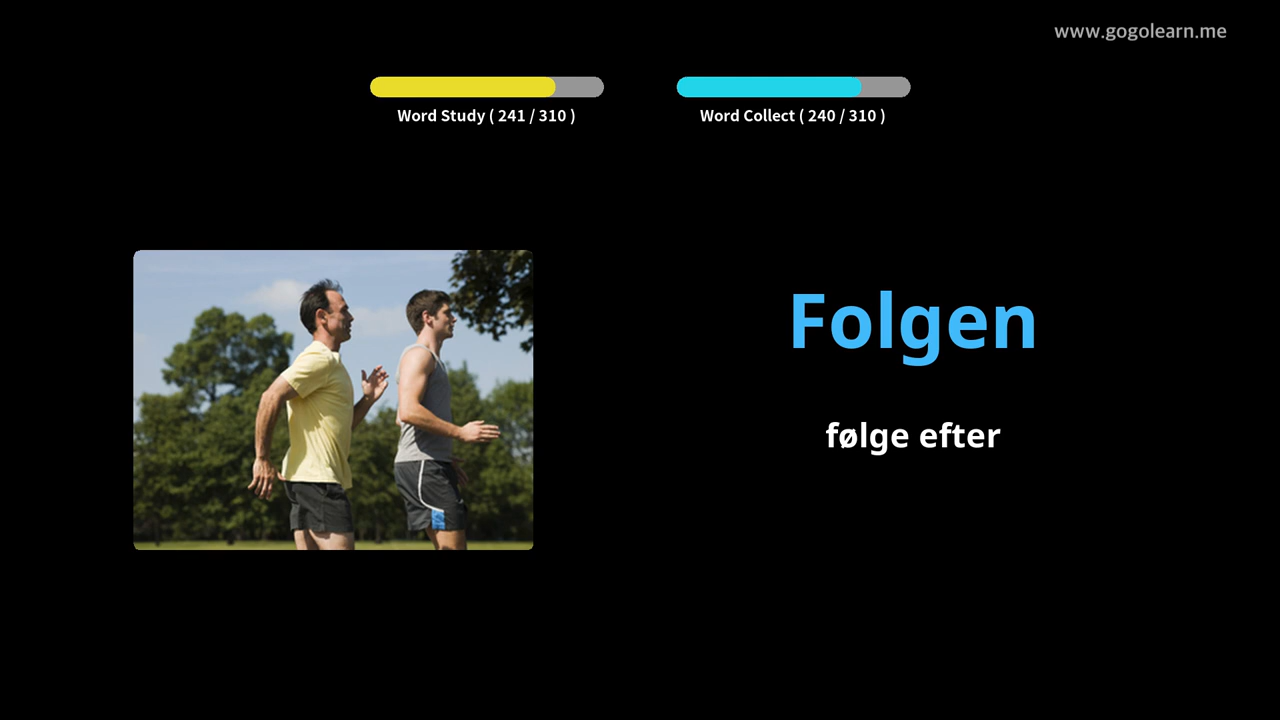 www.gogolearn.me
Word Study ( 241 / 310 )
Word Collect ( 240 / 310 )
Folgen
følge efter